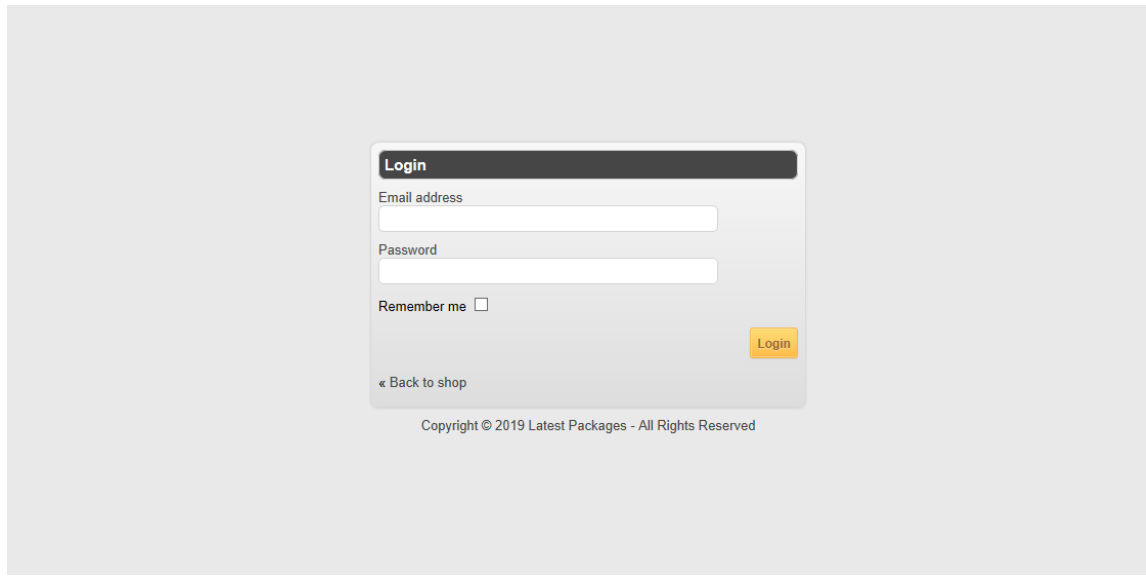 Login
Email address
Password
Remember me
Login
« Back to shop
Copyright © 2019 Latest Packages - All Rights Reserved